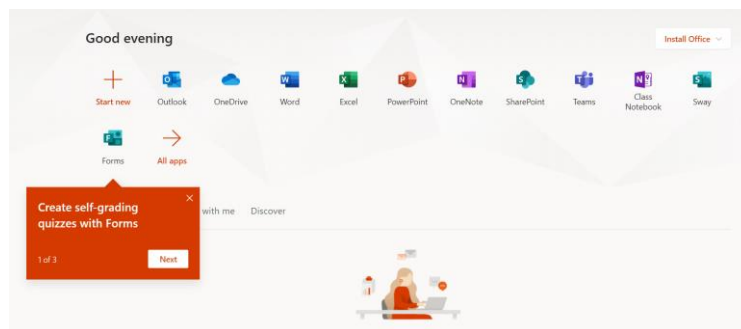 Good evening
Install Office
Start new
Outlook
OneDrive
Word
Excel
PowerPoint
OneNote
SharePoint
Teams
Class
Notebook
Sway
Forms
All apps
Create self-grading
quizzes with Forms
1 of 3
Next
with me
Discover